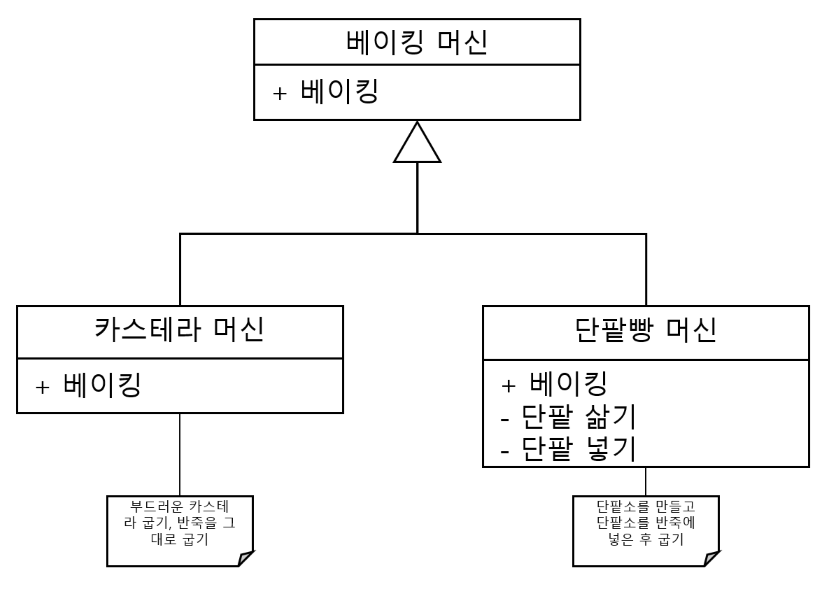 베이킹 머신
+ 베이킹
카스테라 머신
+ 베이킹
부드러운 카스테
라 굽기, 반죽을 그
대로 굽기
단팥빵 머신
+ 베이킹
- 단팥 삶기
- 단팥 넣기
단팥소를 만들고
단팥소를 반죽에
넣은 후 굽기